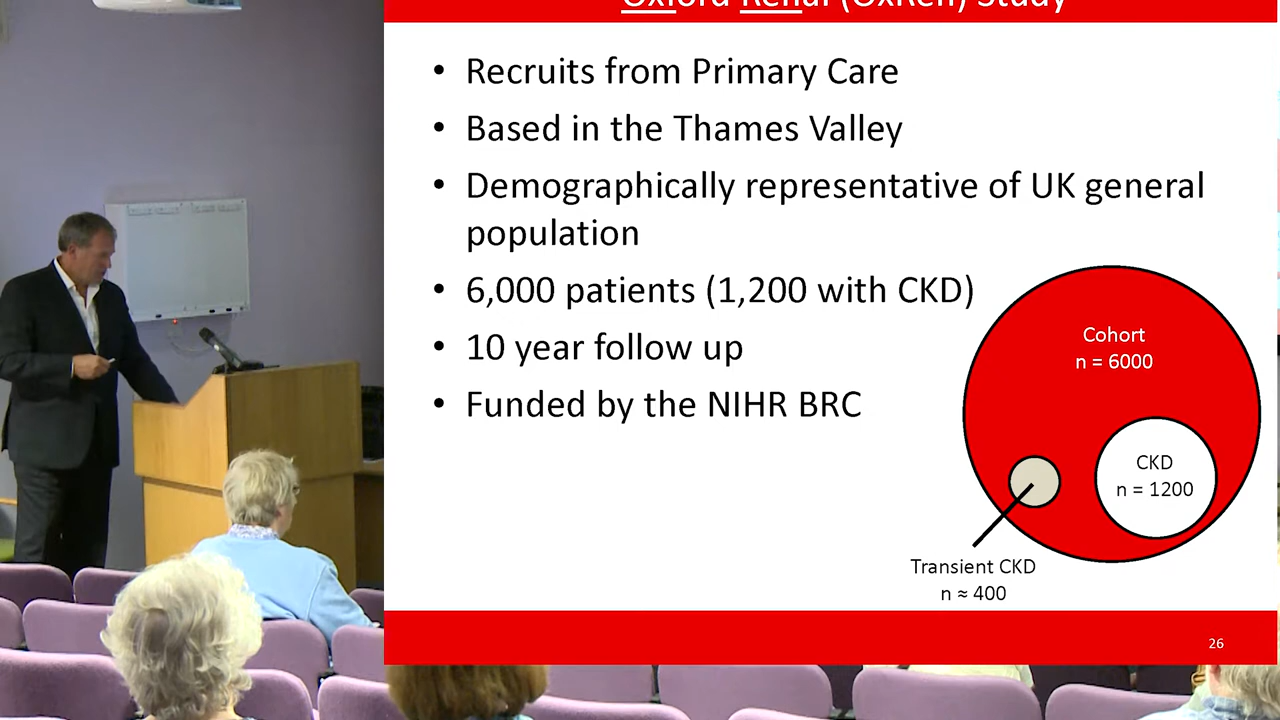 Oxford Renal (OxRen) Study
• Recruits from Primary Care
• Based in the Thames Valley
• Demographically representative of UK general
population
• 6,000 patients (1,200 with CKD)
• 10 year follow up
• Funded by the NIHR BRC
Cohort
n = 6000
CKD
n = 1200
Transient CKD
n ≈ 400
26